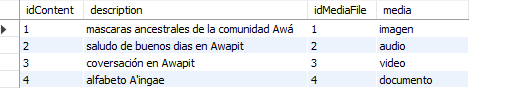 idContent description idMediaFile media
1 mascaras ancestrales de la comunidad Awá 1 imagen
2 saludo de buenos dias en Awapit 2 audio
3 coversación en Awapit 3 video
4 alfabeto A'ingae 4 documento